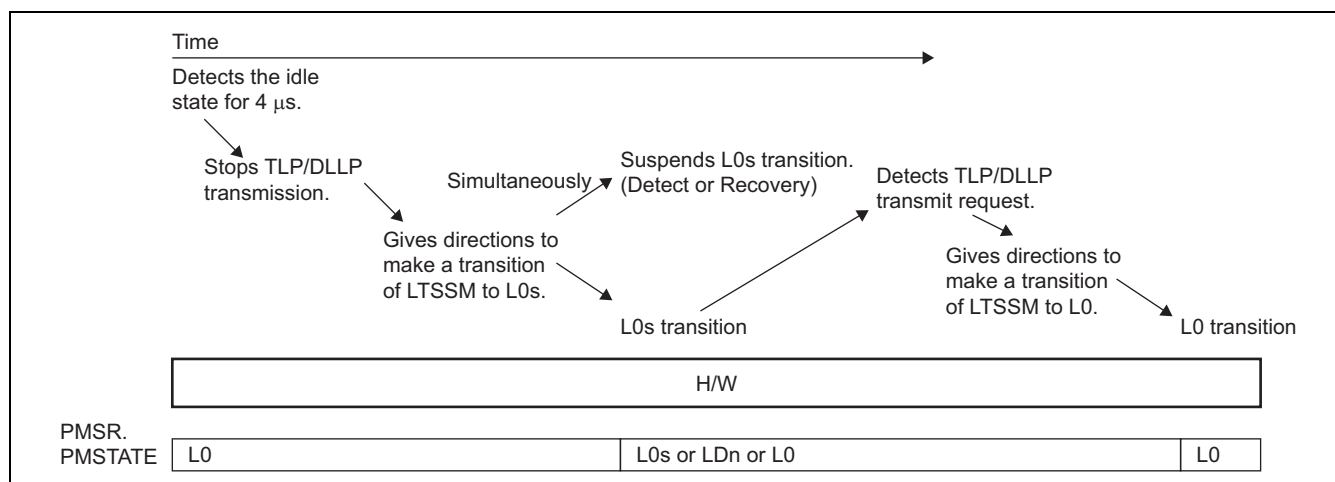 Time
Detects the idle
state for 4 μs.
Stops TLP/DLLP
transmission.
Simultaneously
Suspends L0s transition.
(Detect or Recovery)
Detects TLP/DLLP
transmit request.
Gives directions to
make a transition
of LTSSM to L0s.
Gives directions to
make a transition
of LTSSM to L0.
L0s transition
L0 transition
H/W
PMSR.
PMSTATE
L0
L0s or LDn or L0
L0